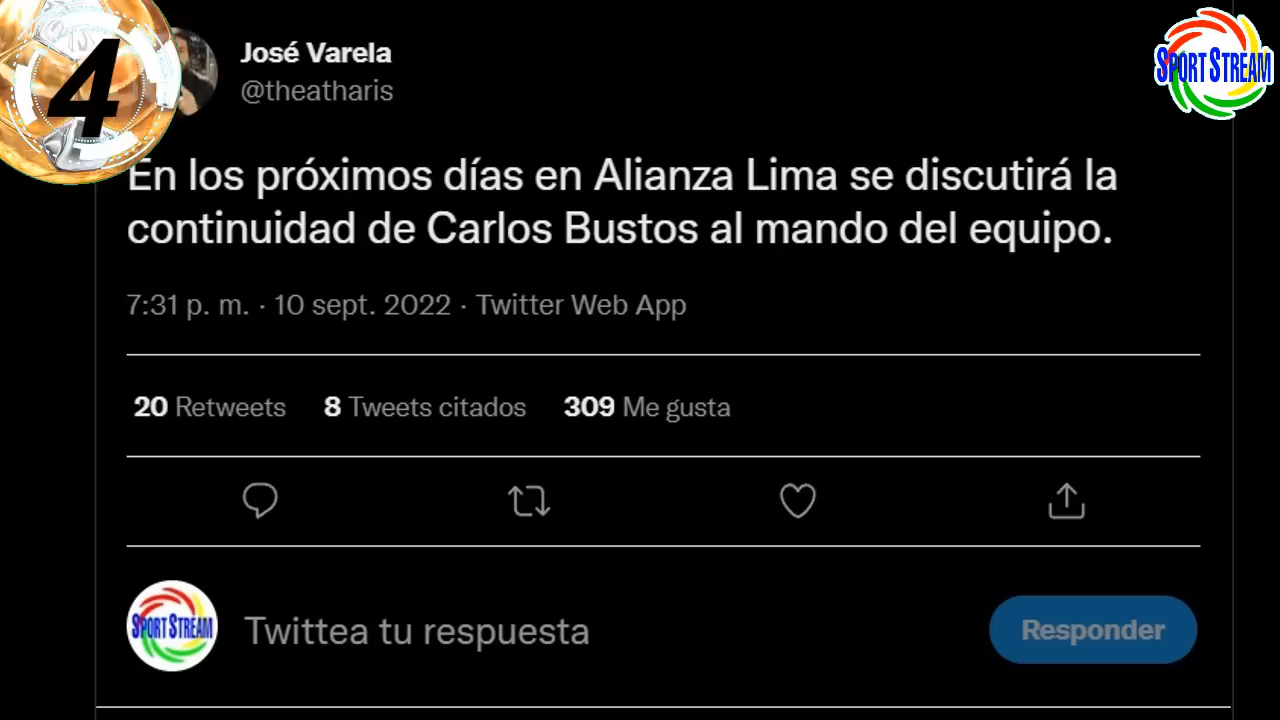 4
SPORT STREAM
José Varela
@theatharis
En los próximos días en Alianza Lima se discutirá la
continuidad de Carlos Bustos al mando del equipo.
7:31 p. m. · 10 sept. 2022 · Twitter Web App
20 Retweets 8 Tweets citados 309 Me gusta
SPORT STREAM
Twittea tu respuesta
Responder